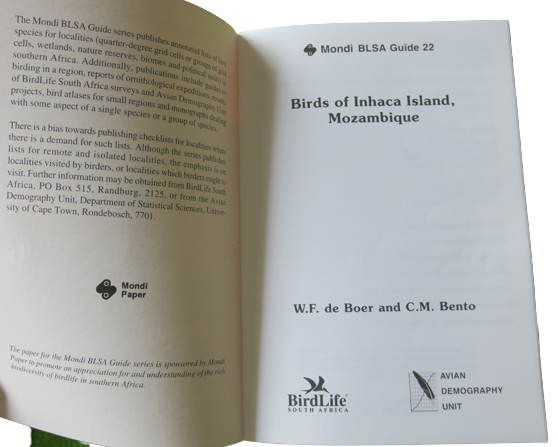 The Mondi BLSA Guide series publishes annotated lists of bird
species for localities (quarter-degree grid cells or groups of grid
cells, wetlands, nature reserves, biomes and political units) in
southern Africa. Additionally, publications include guides to
birding in a region, reports of ornithological expeditions, results
of BirdLife South Africa surveys and Avian Demography Unit
projects, bird atlases for small regions and monographs dealing
with some aspect of a single species or a group of species.
There is a bias towards publishing checklists for localities where
there is a demand for such lists. Although the series publishes
lists for remote and isolated localities, the emphasis is on
localities visited by birders, or localities which birders ought to
visit. Further information may be obtained from BirdLife South
Africa, PO Box 515, Randburg, 2125, or from the Avian
Demography Unit, Department of Statistical Sciences, Univer-
sity of Cape Town, Rondebosch, 7701.
Mondi
Paper
The paper for the Mondi BLSA Guide series is sponsored by Mondi
Paper to promote an appreciation for and understanding of the rich
biodiversity of birdlife in southern Africa.
Mondi BLSA Guide 22
Birds of Inhaca Island,
Mozambique
W.F. de Boer and C.M. Bento
BirdLife
SOUTH AFRICA
AVIAN
DEMOGRAPHY
UNIT